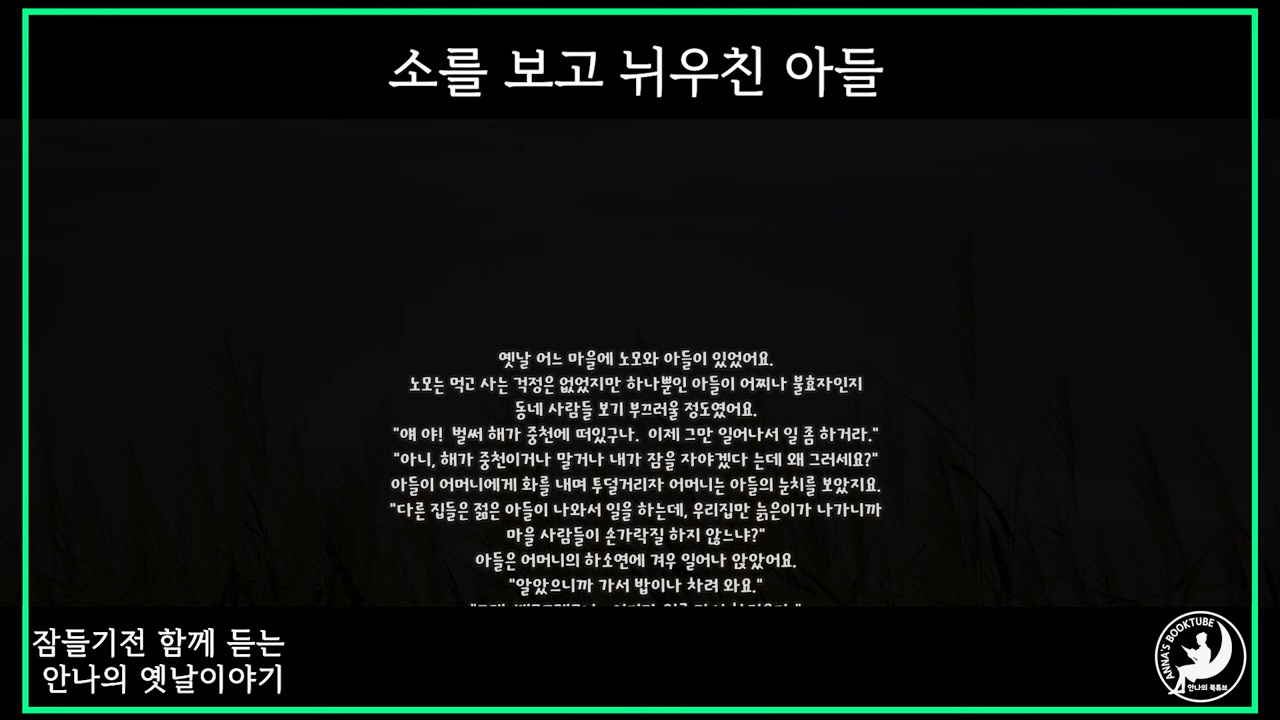 소를 보고 뉘우친 아들
옛날 어느 마을에 노모와 아들이 있었어요.
노모는 먹고 사는 걱정은 없었지만 하나뿐인 아들이 어찌나 불효자인지
동네 사람들 보기 부끄러울 정도였어요.
"얘 야!  벌써 해가 중천에 떠있구나.  이제 그만 일어나서 일 좀 하거라."
"아니, 해가 중천이거나 말거나 내가 잠을 자야겠다 는데 왜 그러세요?"
아들이 어머니에게 화를 내며 투덜거리자 어머니는 아들의 눈치를 보았지요.
"다른 집들은 젊은 아들이 나와서 일을 하는데, 우리집만 늙은이가 나가니까
마을 사람들이 손가락질 하지 않느냐?"
아들은 어머니의 하소연에 겨우 일어나 앉았어요.
"알았으니까 가서 밥이나 차려 와요."
잠들기전 함께 듣는
안나의 옛날이야기
ANNA'S BOOKTUBE
안나의 북튜브